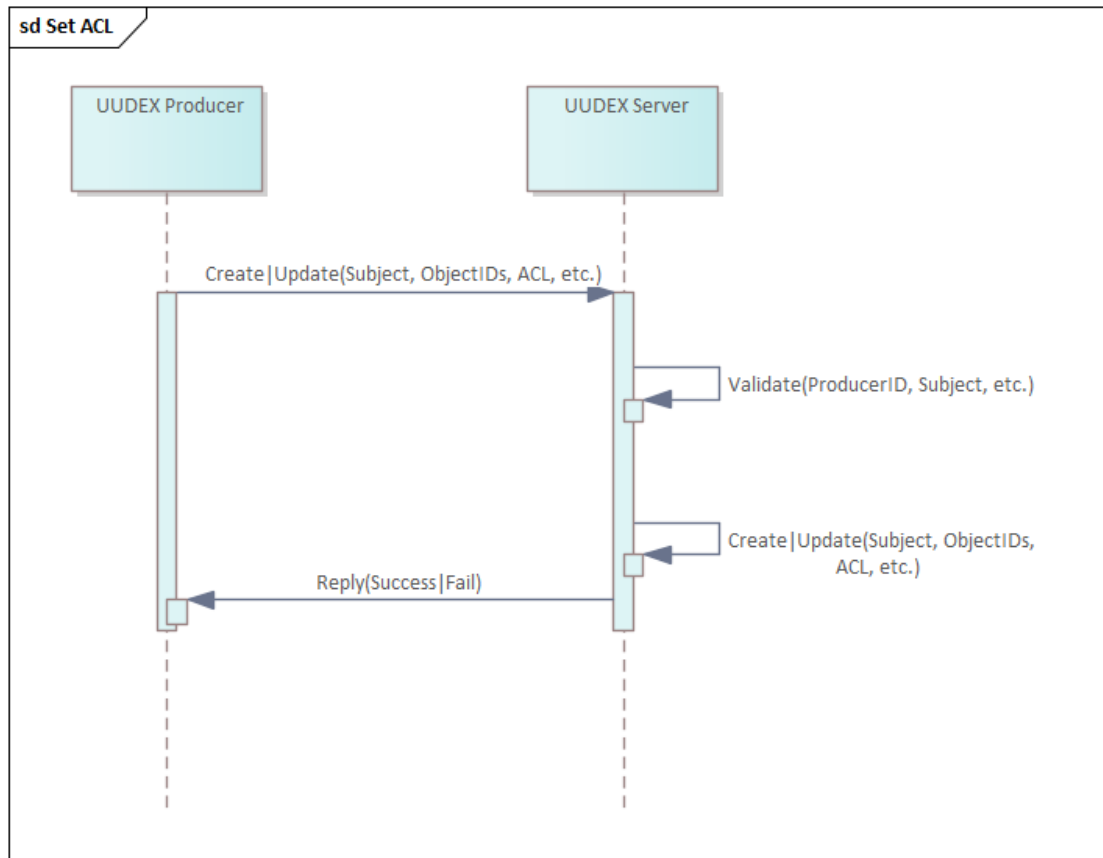 sd Set ACL
UUDEX Producer
UUDEX Server
Create|Update(Subject, ObjectIDs, ACL, etc.)
Validate(ProducerID, Subject, etc.)
Create|Update(Subject, ObjectIDs,
ACL, etc.)
Reply(Success|Fail)